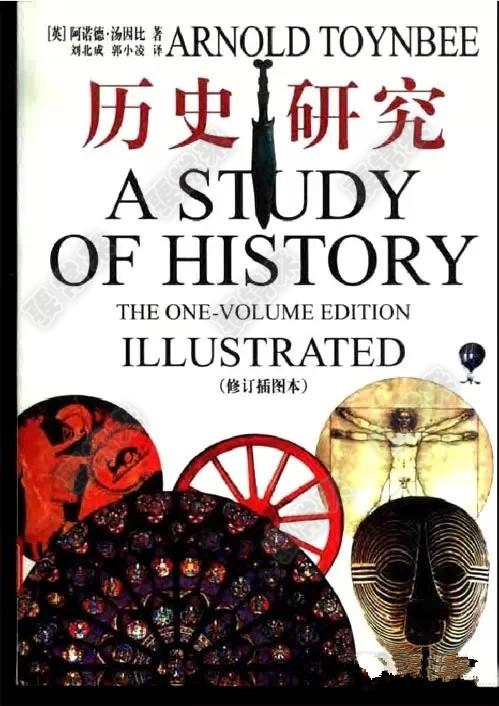 [英] 阿诺德·汤因比 著
刘北成 郭小凌 译
ARNOLD TOYNBEE
历史研究
A STUDY
OF HISTORY
THE ONE-VOLUME EDITION
ILLUSTRATED
(修订插图本)